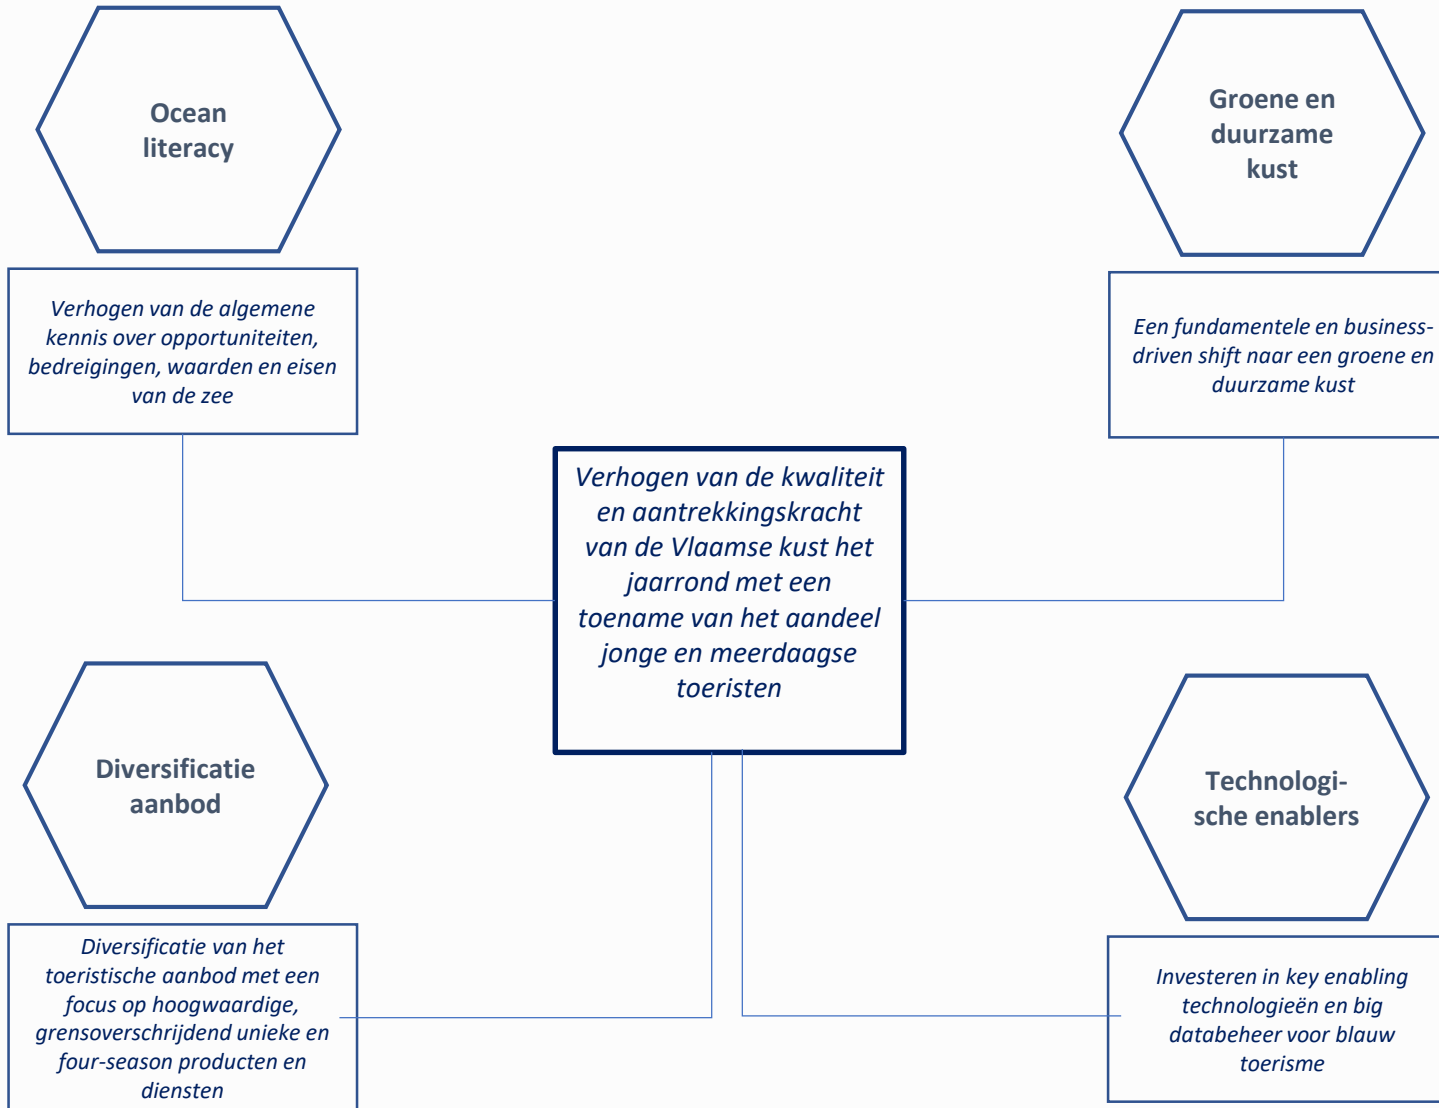 Ocean
literacy
Verhogen van de algemene
kennis over opportuniteiten,
bedreigingen, waarden en eisen
van de zee
Groene en
duurzame
kust
Een fundamentele en business-
driven shift naar een groene en
duurzame kust
Verhogen van de kwaliteit
en aantrekkingskracht
van de Vlaamse kust het
jaarrond met een
toename van het aandeel
jonge en meerdaagse
toeristen
Diversificatie
aanbod
Diversificatie van het
toeristische aanbod met een
focus op hoogwaardige,
grensoverschrijdend unieke en
four-season producten en
diensten
Technologi-
sche enablers
Investeren in key enabling
technologieën en big
databeheer voor blauw
toerisme